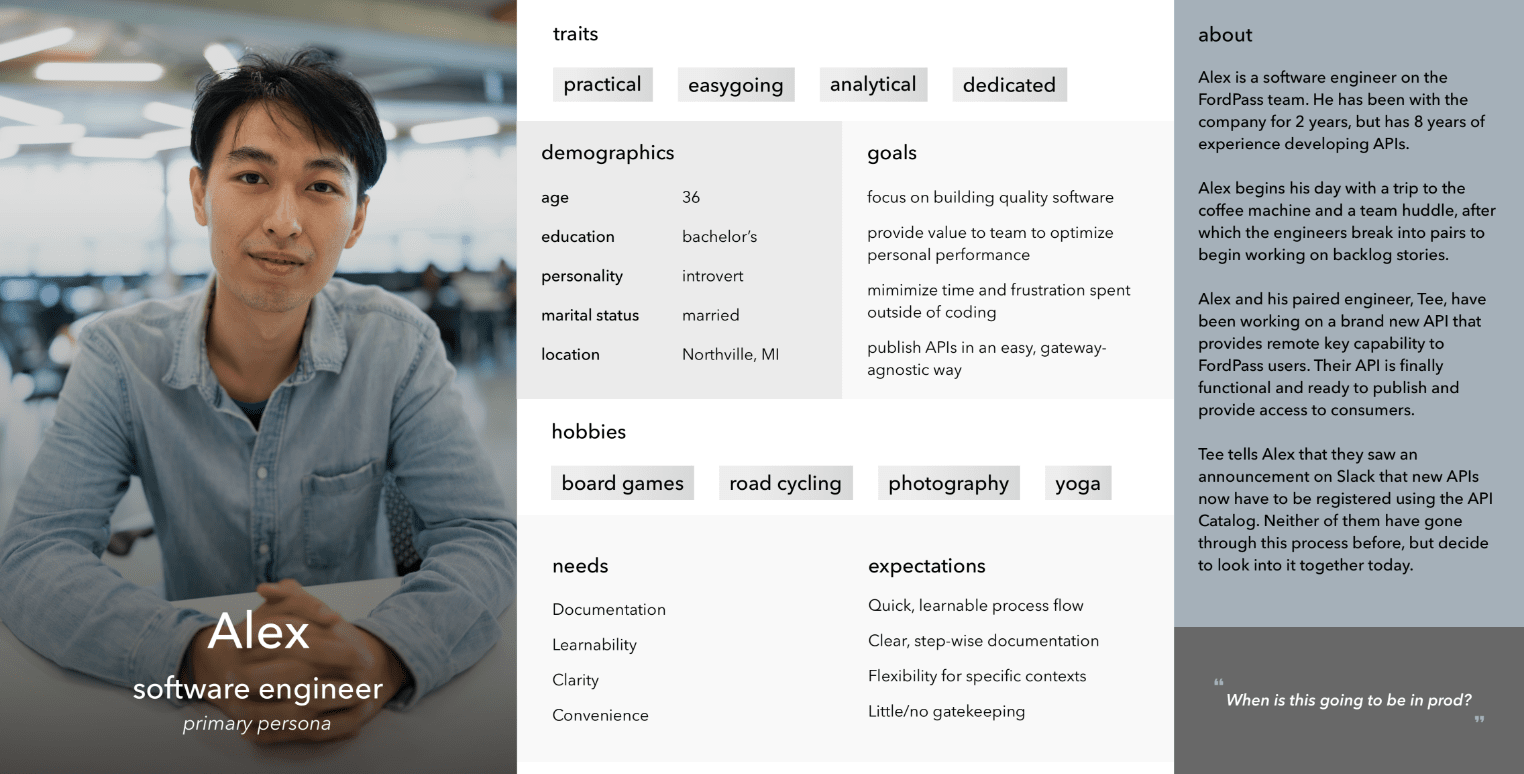 Alex
software engineer
primary persona
traits
practical
easygoing
analytical
dedicated
demographics
age 36
education bachelor’s
personality introvert
marital status married
location Northville, MI
goals
focus on building quality software
provide value to team to optimize
personal performance
mimimize time and frustration spent
outside of coding
publish APIs in an easy, gateway-
agnostic way
hobbies
board games
road cycling
photography
yoga
needs
Documentation
Learnability
Clarity
Convenience
expectations
Quick, learnable process flow
Clear, step-wise documentation
Flexibility for specific contexts
Little/no gatekeeping
about
Alex is a software engineer on the
FordPass team. He has been with the
company for 2 years, but has 8 years of
experience developing APIs.
Alex begins his day with a trip to the
coffee machine and a team huddle, after
which the engineers break into pairs to
begin working on backlog stories.
Alex and his paired engineer, Tee, have
been working on a brand new API that
provides remote key capability to
FordPass users. Their API is finally
functional and ready to publish and
provide access to consumers.
Tee tells Alex that they saw an
announcement on Slack that new APIs
now have to be registered using the API
Catalog. Neither of them have gone
through this process before, but decide
to look into it together today.
“When is this going to be in prod?”